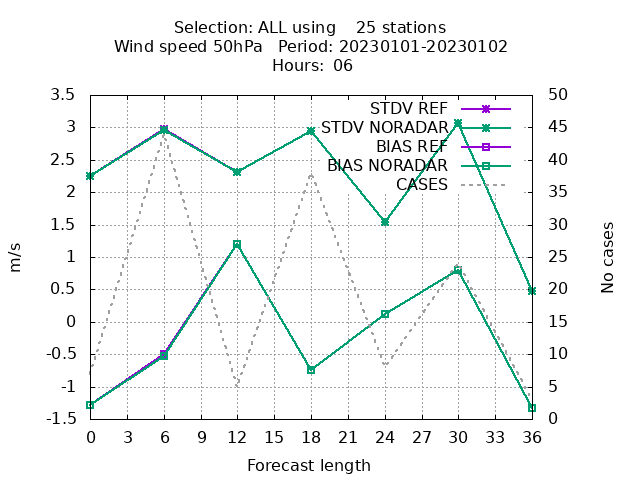 Selection: ALL using 25 stations
Wind speed 50hPa Period: 20230101-20230102
Hours: 06
3.5
3
2.5
2
1.5
1
0.5
0
-0.5
-1
-1.5
m/s
STDV REF
STDV NORADAR
BIAS REF
BIAS NORADAR
CASES
50
45
40
35
30
25
20
15
10
5
0
No cases
0 3 6 9 12 15 18 21 24 27 30 33 36
Forecast length